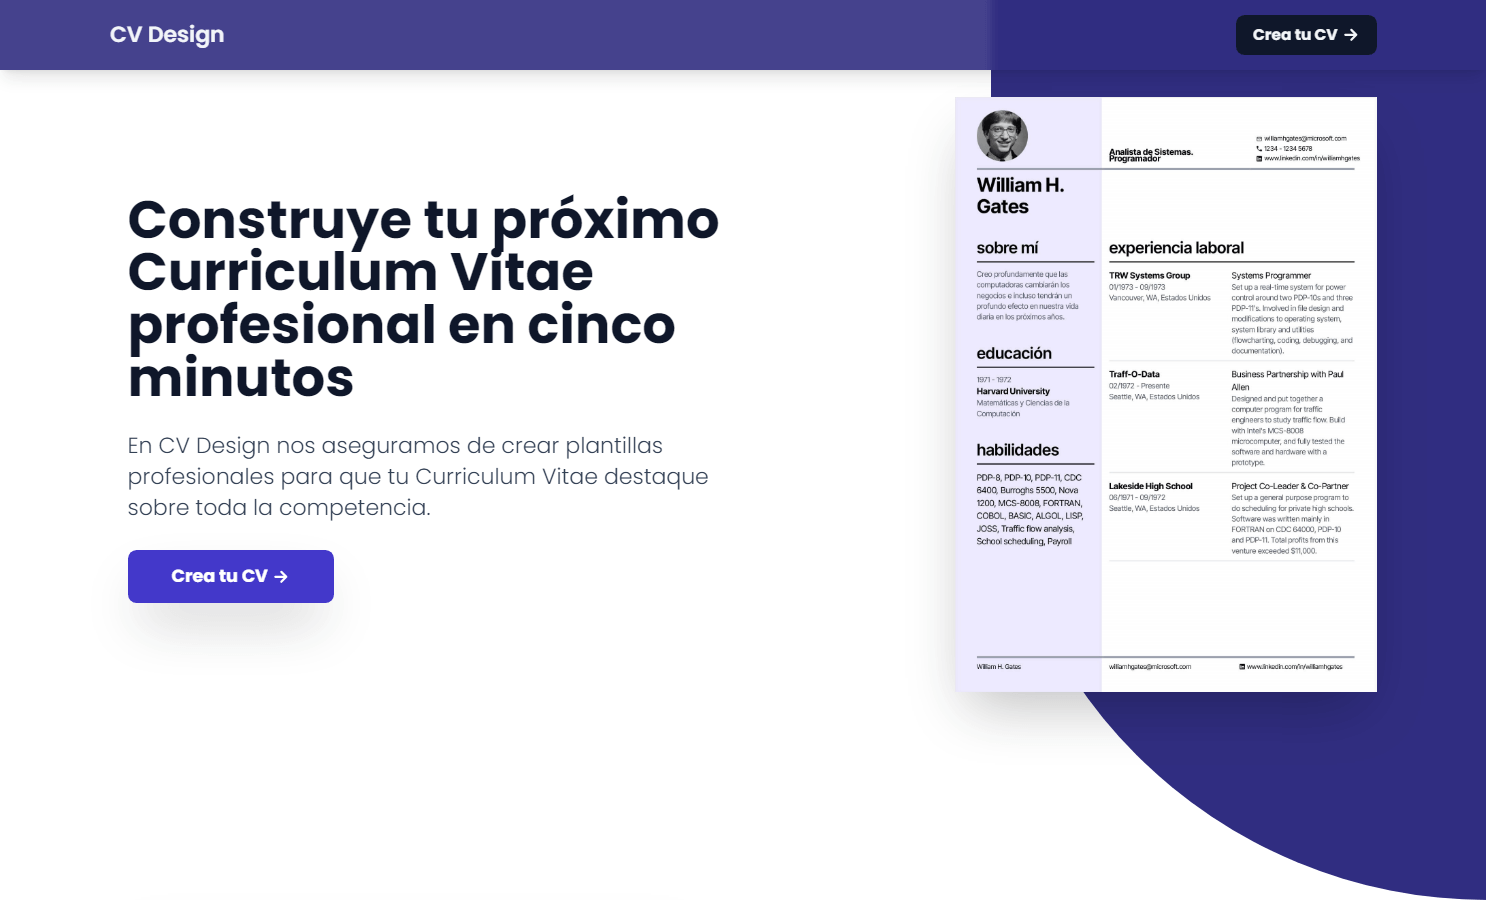 CV Design
Crea tu CV →
Construye tu próximo
Curriculum Vitae
profesional en cinco
minutos
En CV Design nos aseguramos de crear plantillas
profesionales para que tu Curriculum Vitae destaque
sobre toda la competencia.
Crea tu CV →
Analista de Sistemas.
Programador
williamhgates@microsoft.com
1234 - 1234 5678
www.linkedin.com/in/williamhgates
William H.
Gates
sobre mí
Creo profundamente que las
computadoras cambiarán los
negocios e incluso tendrán un
profundo efecto en nuestra vida
diaria en los próximos años.
educación
1971 - 1972
Harvard University
Matemáticas y Ciencias de la
Computación
habilidades
PDP-8, PDP-10, PDP-11, CDC
6400, Burroghs 5500, Nova
1200, MCS-8008, FORTRAN,
COBOL, BASIC, ALGOL, LISP,
JOSS, Traffic flow analysis,
School scheduling, Payroll
experiencia laboral
TRW Systems Group
01/1973 - 09/1973
Vancouver, WA, Estados Unidos
Systems Programmer
Set up a real-time system for power
control around two PDP-10s and three
PDP-11's. Involved in file design and
modifications to operating system,
system library and utilities
(flowcharting, coding, debugging, and
documentation).
Traff-O-Data
02/1972 - Presente
Seattle, WA, Estados Unidos
Business Partnership with Paul
Allen
Designed and put together a
computer program for traffic
engineers to study traffic flow. Build
with Intel's MCS-8008
microcomputer, and fully tested the
software and hardware with a
prototype.
Lakeside High School
06/1971 - 09/1972
Seattle, WA, Estados Unidos
Project Co-Leader & Co-Partner
Set up a general purpose program to
do scheduling for private high schools.
Software was written mainly in
FORTRAN on CDC 64000, PDP-10
and PDP-11. Total profits from this
venture exceeded $11,000.
William H. Gates
williamhgates@microsoft.com
www.linkedin.com/in/williamhgates